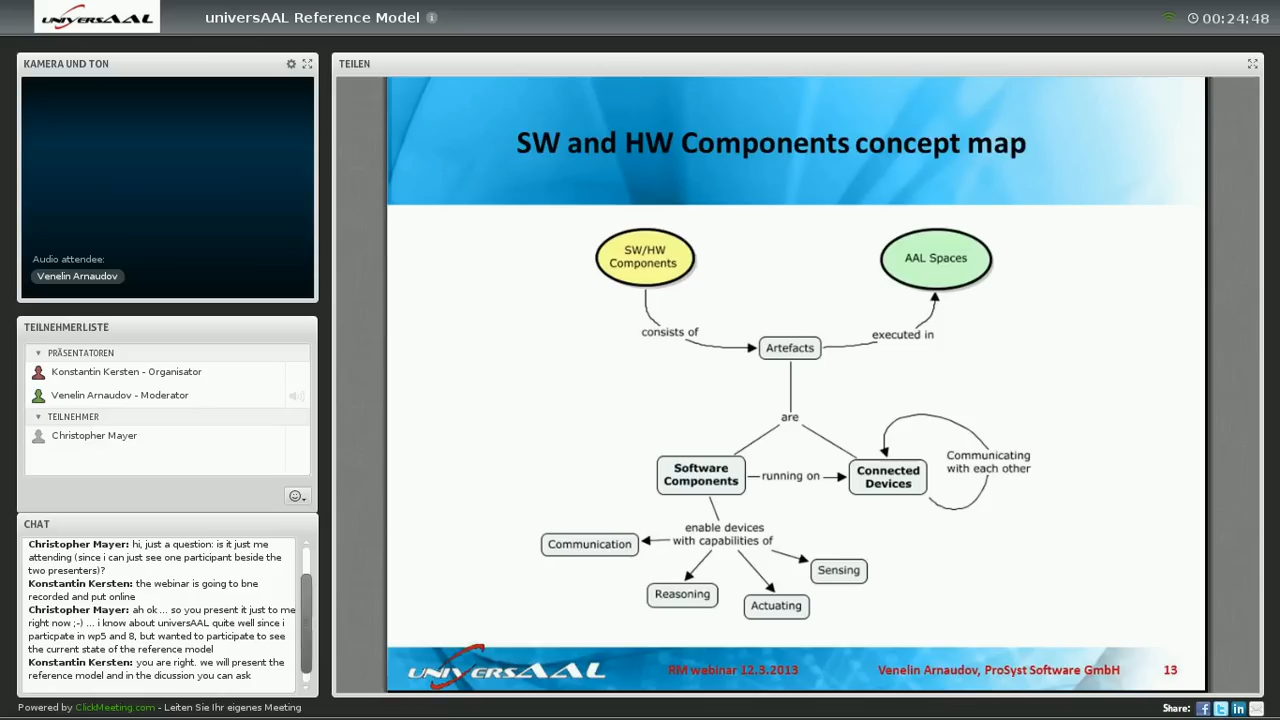 universAAL
universAAL Reference Model
00:24:48
KAMERA UND TON
Audio attendee:
Venelin Arnaudov
TEILNEHMERLISTE
PRÄSENTATOREN
Konstantin Kersten - Organisator
Venelin Arnaudov - Moderator
TEILNEHMER
Christopher Mayer
CHAT
Christopher Mayer: hi, just a question: is it just me
attending (since i can just see one participant beside the
two presenters)?
Konstantin Kersten: the webinar is going to bne
recorded and put online
Christopher Mayer: ah ok ... so you present it just to me
right now ;-) ... i know about universAAL quite well since i
particpate in wp5 and 8, but wanted to participate to see
the current state of the reference model
Konstantin Kersten: you are right. we will present the
reference model and in the dicussion you can ask
TEILEN
SW and HW Components concept map
SW/HW
Components
AAL Spaces
consists of
executed in
Artefacts
are
Software
Components
running on
Connected
Devices
Communicating
with each other
enable devices
with capabilities of
Communication
Sensing
Reasoning
Actuating
universAAL
RM webinar 12.3.2013
Venelin Arnaudov, ProSyst Software GmbH
13
Powered by ClickMeeting.com - Leiten Sie Ihr eigenes Meeting
Share: